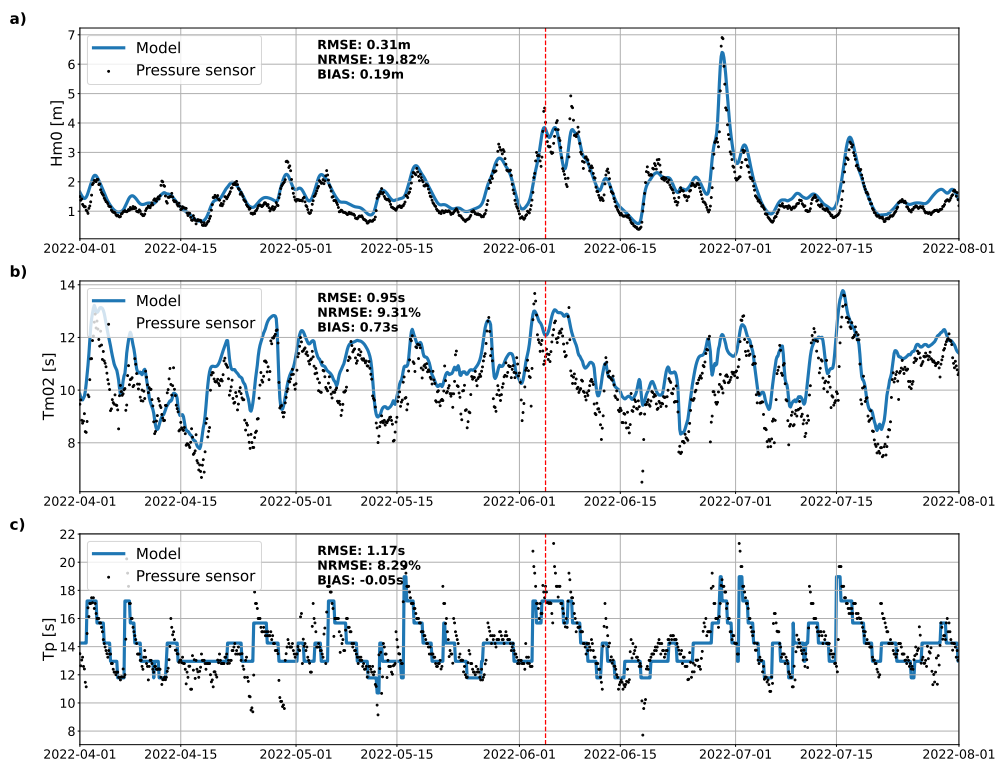 a)
7
6
5
4
3
2
1
Hm0 [m]
Model
Pressure sensor
RMSE: 0.31m
NRMSE: 19.82%
BIAS: 0.19m
2022-04-01 2022-04-15 2022-05-01 2022-05-15 2022-06-01 2022-06-15 2022-07-01 2022-07-15 2022-08-01
b)
14
12
10
8
Tm02 [s]
Model
Pressure sensor
RMSE: 0.95s
NRMSE: 9.31%
BIAS: 0.73s
2022-04-01 2022-04-15 2022-05-01 2022-05-15 2022-06-01 2022-06-15 2022-07-01 2022-07-15 2022-08-01
c)
22
20
18
16
14
12
10
8
Tp [s]
Model
Pressure sensor
RMSE: 1.17s
NRMSE: 8.29%
BIAS: -0.05s
2022-04-01 2022-04-15 2022-05-01 2022-05-15 2022-06-01 2022-06-15 2022-07-01 2022-07-15 2022-08-01